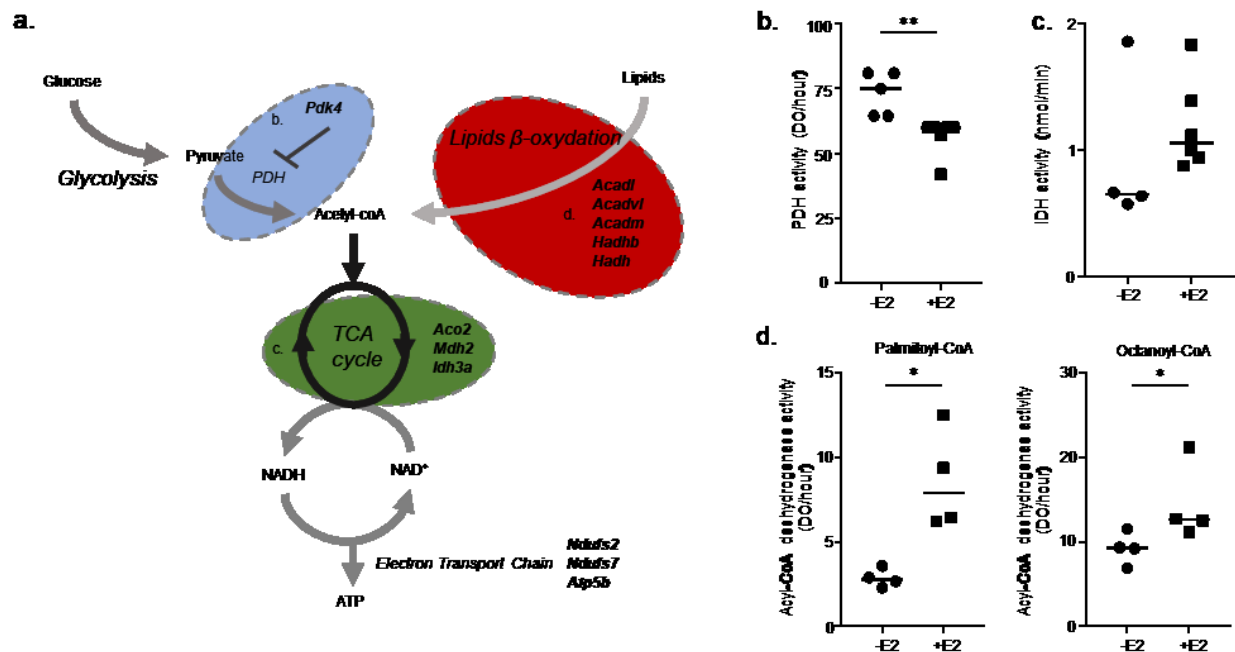 a.
Glucose
Lipids
b.
Pdk4
Pyruvate
PDH
Glycolysis
Acetyl-coA
Lipids β-oxydation
d.
Acadl
Acadvl
Acadm
Hadhb
Hadh
TCA
cycle
c.
Aco2
Mdh2
Idh3a
NADH
NAD+
Electron Transport Chain
Ndufs2
Ndufs7
Atp5b
ATP
b.
**
100
75
50
25
0
PDH activity (DO/hour)
-E2
+E2
c.
2
1
0
IDH activity (nmol/min)
-E2
+E2
d.
Palmitoyl-CoA
*
15
10
5
0
Acyl-CoA deshydrogenase activity
(DO/hour)
-E2
+E2
Octanoyl-CoA
*
30
20
10
0
Acyl-CoA deshydrogenase activity
(DO/hour)
-E2
+E2